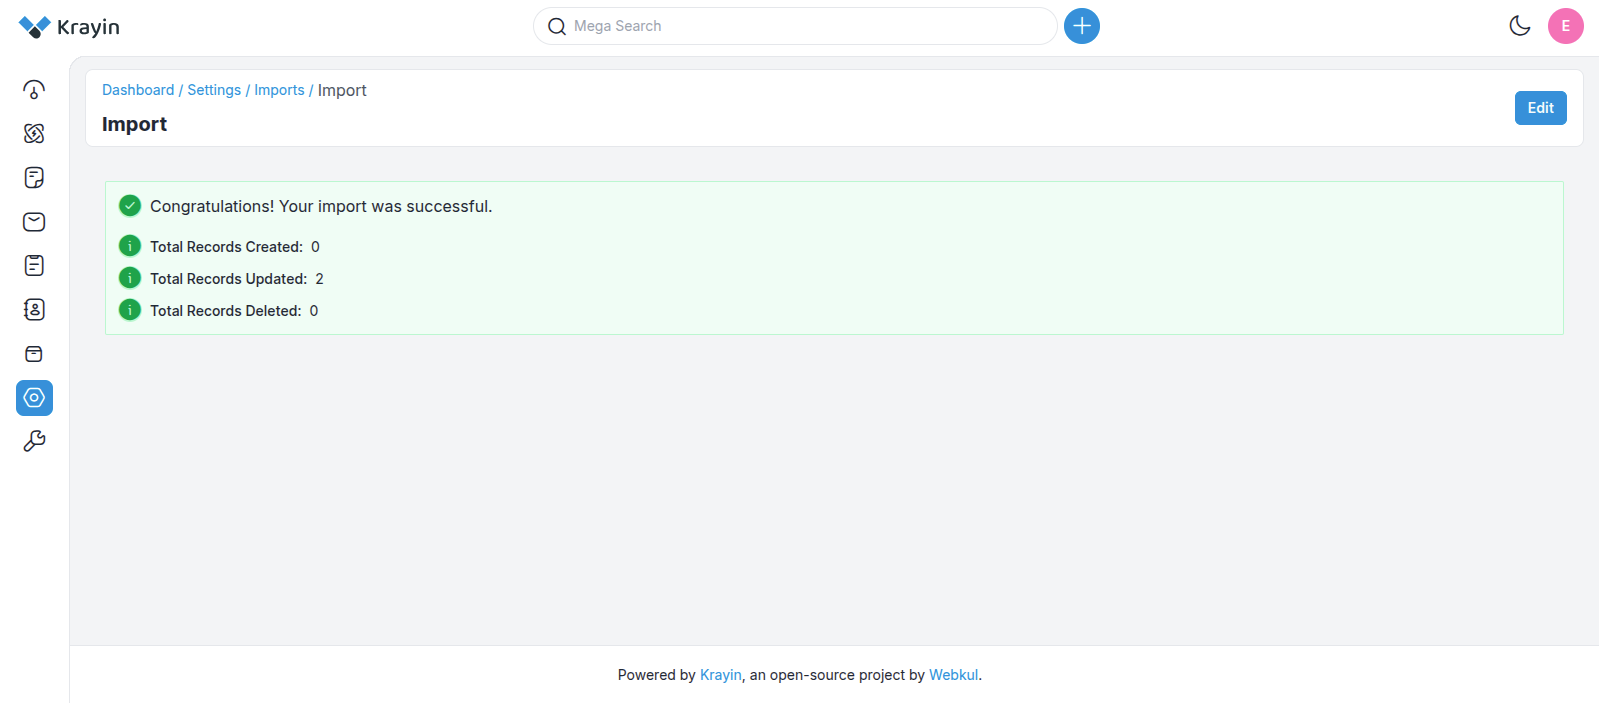 Krayin
Mega Search
E
Dashboard / Settings / Imports / Import
Import
Edit
Congratulations! Your import was successful.
Total Records Created: 0
Total Records Updated: 2
Total Records Deleted: 0
Powered by Krayin, an open-source project by Webkul.